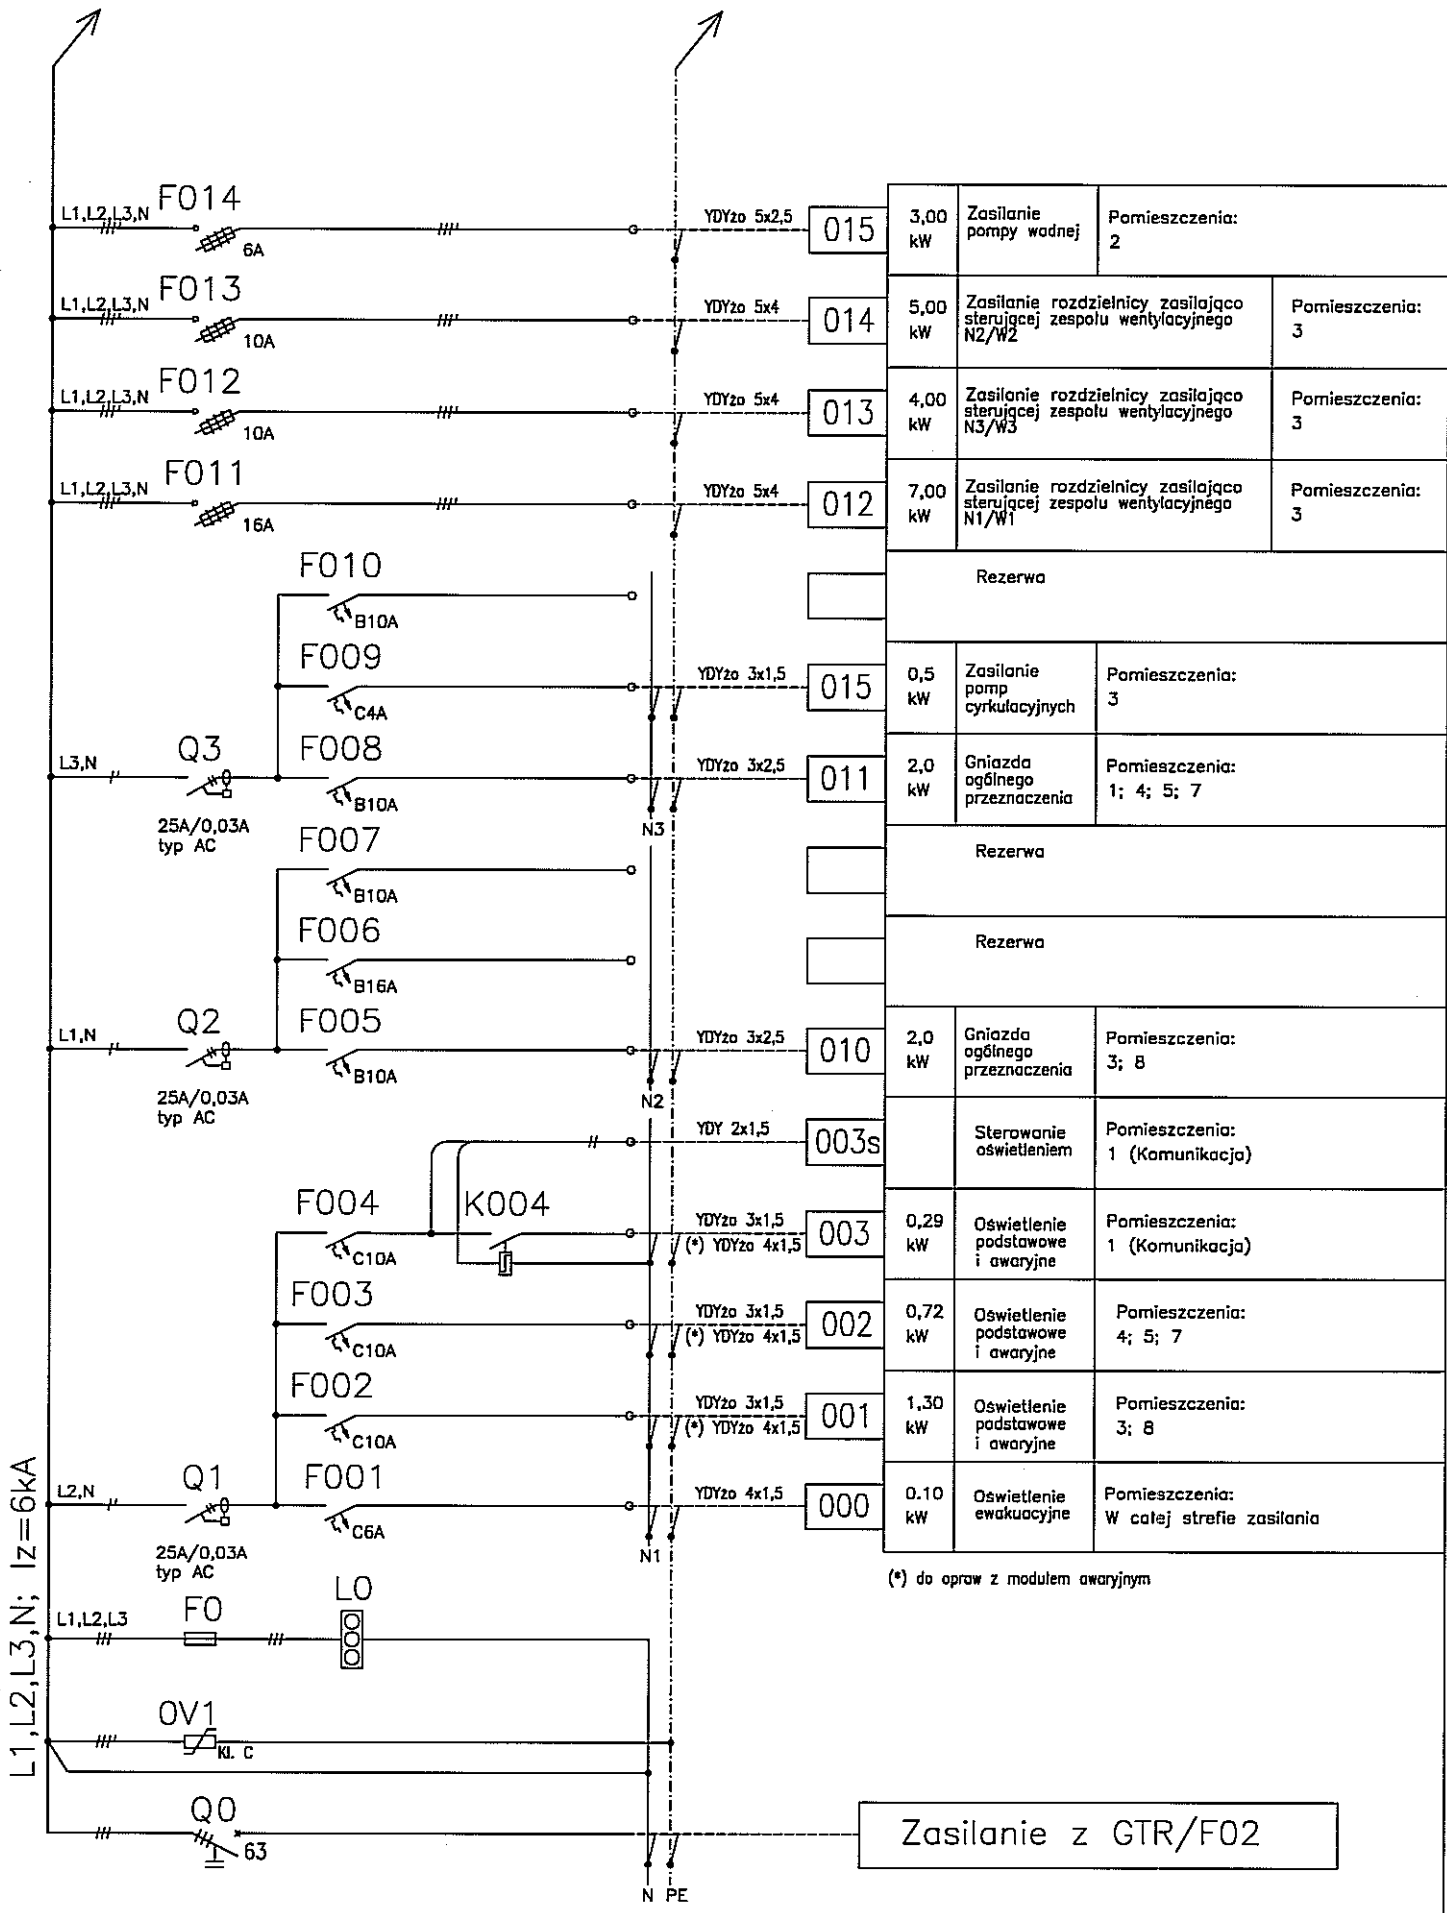 F014
L1,L2,L3,N
6A
YDYżo 5x2,5
015
3,00
kW
Zasilanie
pompy wodnej
Pomieszczenia:
2
F013
L1,L2,L3,N
10A
YDYżo 5x4
014
5,00
kW
Zasilanie rozdzielnicy zasilająco
sterującej zespołu wentylacyjnego
N2/W2
Pomieszczenia:
3
F012
L1,L2,L3,N
10A
YDYżo 5x4
013
4,00
kW
Zasilanie rozdzielnicy zasilająco
sterującej zespołu wentylacyjnego
N3/W3
Pomieszczenia:
3
F011
L1,L2,L3,N
16A
YDYżo 5x4
012
7,00
kW
Zasilanie rozdzielnicy zasilająco
sterującej zespołu wentylacyjnego
N1/W1
Pomieszczenia:
3
F010
B10A
Rezerwa
F009
C4A
YDYżo 3x1,5
015
0,5
kW
Zasilanie
pomp
cyrkulacyjnych
Pomieszczenia:
3
L3,N
Q3
25A/0,03A
typ AC
F008
B10A
N3
YDYżo 3x2,5
011
2,0
kW
Gniazda
ogólnego
przeznaczenia
Pomieszczenia:
1; 4; 5; 7
F007
B10A
Rezerwa
F006
B16A
Rezerwa
L1,N
Q2
25A/0,03A
typ AC
F005
B10A
N2
YDYżo 3x2,5
010
2,0
kW
Gniazda
ogólnego
przeznaczenia
Pomieszczenia:
3; 8
YDY 2x1,5
003s
Sterowanie
oświetleniem
Pomieszczenia:
1 (Komunikacja)
F004
C10A
K004
YDYżo 3x1,5
(*) YDYżo 4x1,5
003
0,29
kW
Oświetlenie
podstawowe
i awaryjne
Pomieszczenia:
1 (Komunikacja)
F003
C10A
YDYżo 3x1,5
(*) YDYżo 4x1,5
002
0,72
kW
Oświetlenie
podstawowe
i awaryjne
Pomieszczenia:
4; 5; 7
F002
C10A
YDYżo 3x1,5
(*) YDYżo 4x1,5
001
1,30
kW
Oświetlenie
podstawowe
i awaryjne
Pomieszczenia:
3; 8
L2,N
Q1
25A/0,03A
typ AC
F001
C6A
N1
YDYżo 4x1,5
000
0.10
kW
Oświetlenie
ewakuacyjne
Pomieszczenia:
W całej strefie zasilania
(*) do opraw z modułem awaryjnym
L1,L2,L3
F0
L0
OV1
Kl. C
Q0
63
N PE
Zasilanie z GTR/F02
L1,L2,L3,N; Iz=6kA